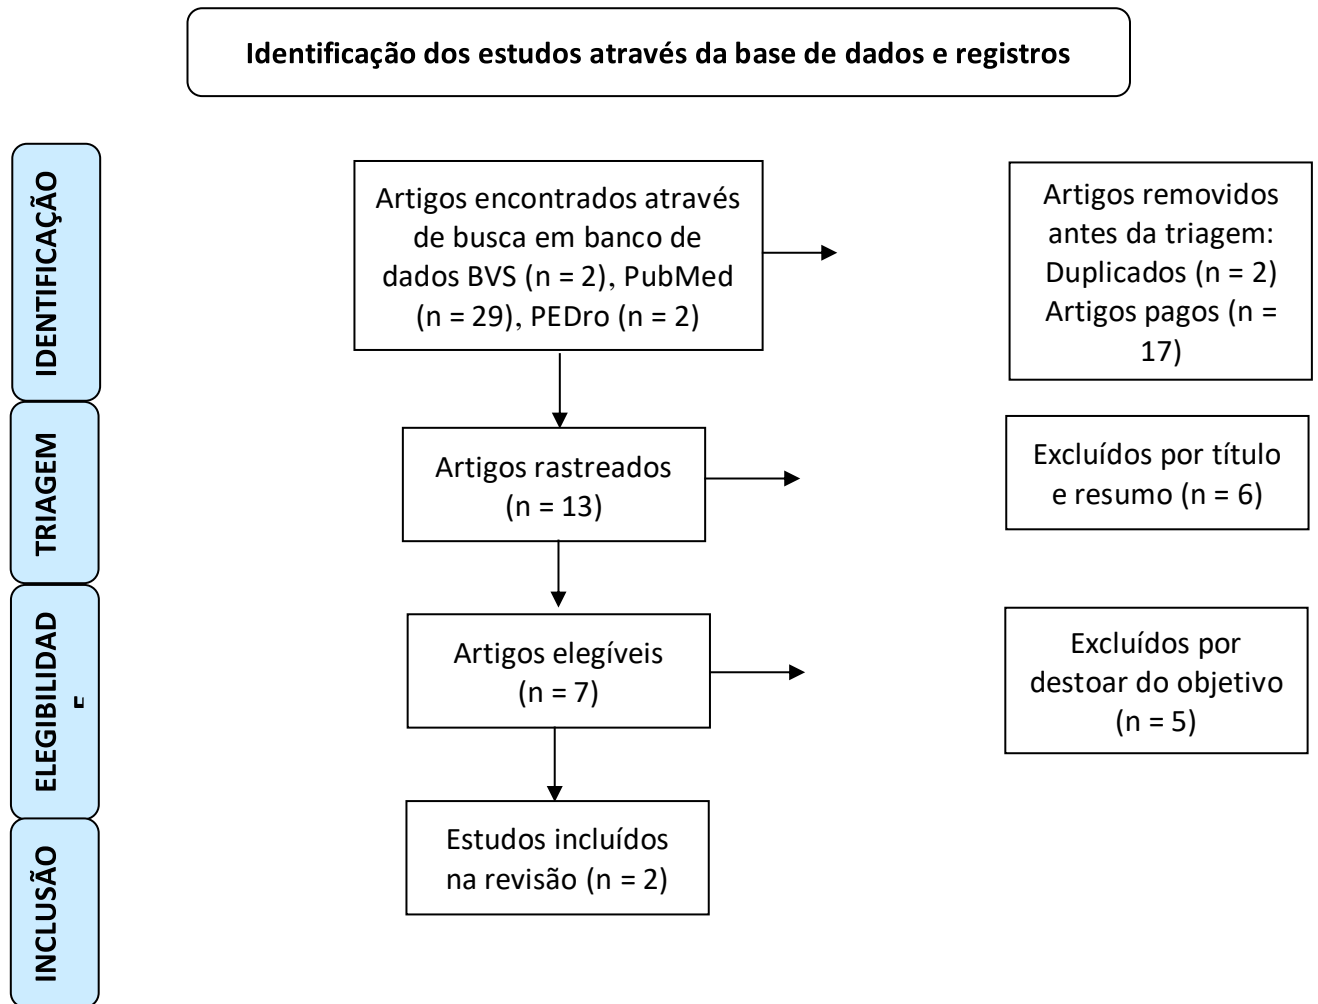 Identificação dos estudos através da base de dados e registros
IDENTIFICAÇÃO
Artigos encontrados através
de busca em banco de
dados BVS (n = 2), PubMed
(n = 29), PEDro (n = 2)
Artigos removidos
antes da triagem:
Duplicados (n = 2)
Artigos pagos (n =
17)
TRIAGEM
Artigos rastreados
(n = 13)
Excluídos por título
e resumo (n = 6)
ELEGIBILIDAD
Artigos elegíveis
(n = 7)
Excluídos por
destoar do objetivo
(n = 5)
INCLUSÃO
Estudos incluídos
na revisão (n = 2)